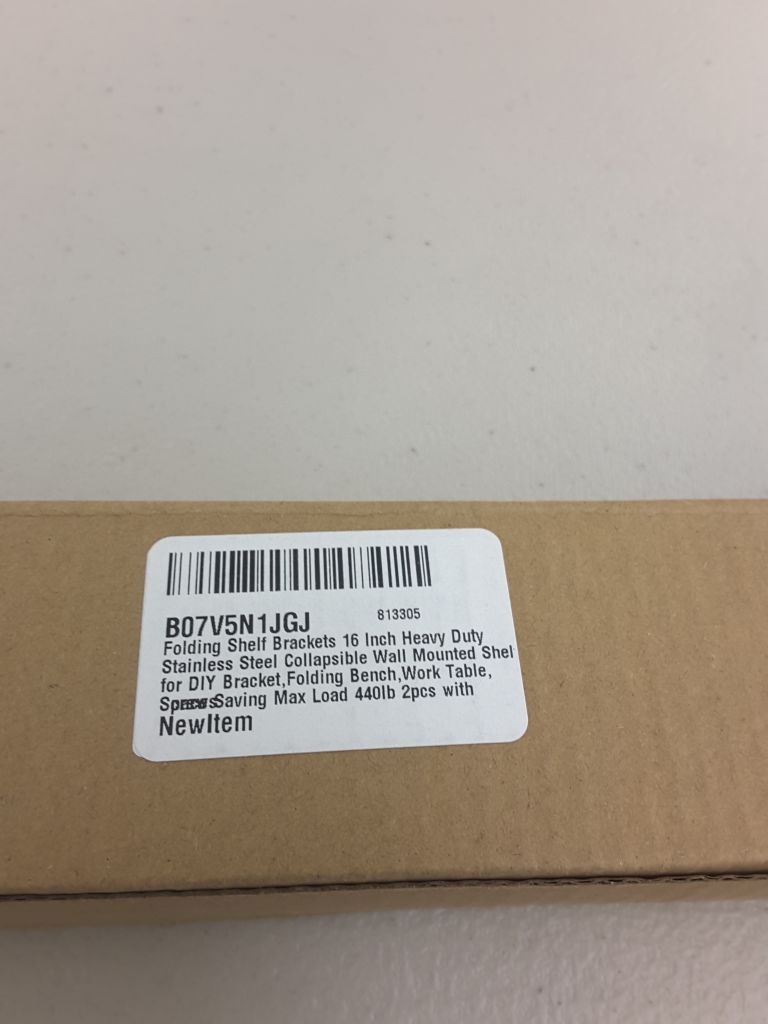 B07V5N1JGJ 813305
Folding Shelf Brackets 16 Inch Heavy Duty
Stainless Steel Collapsible Wall Mounted Shel
for DIY Bracket,Folding Bench,Work Table,
Saving Max Load 440lb 2pcs with
NewItem